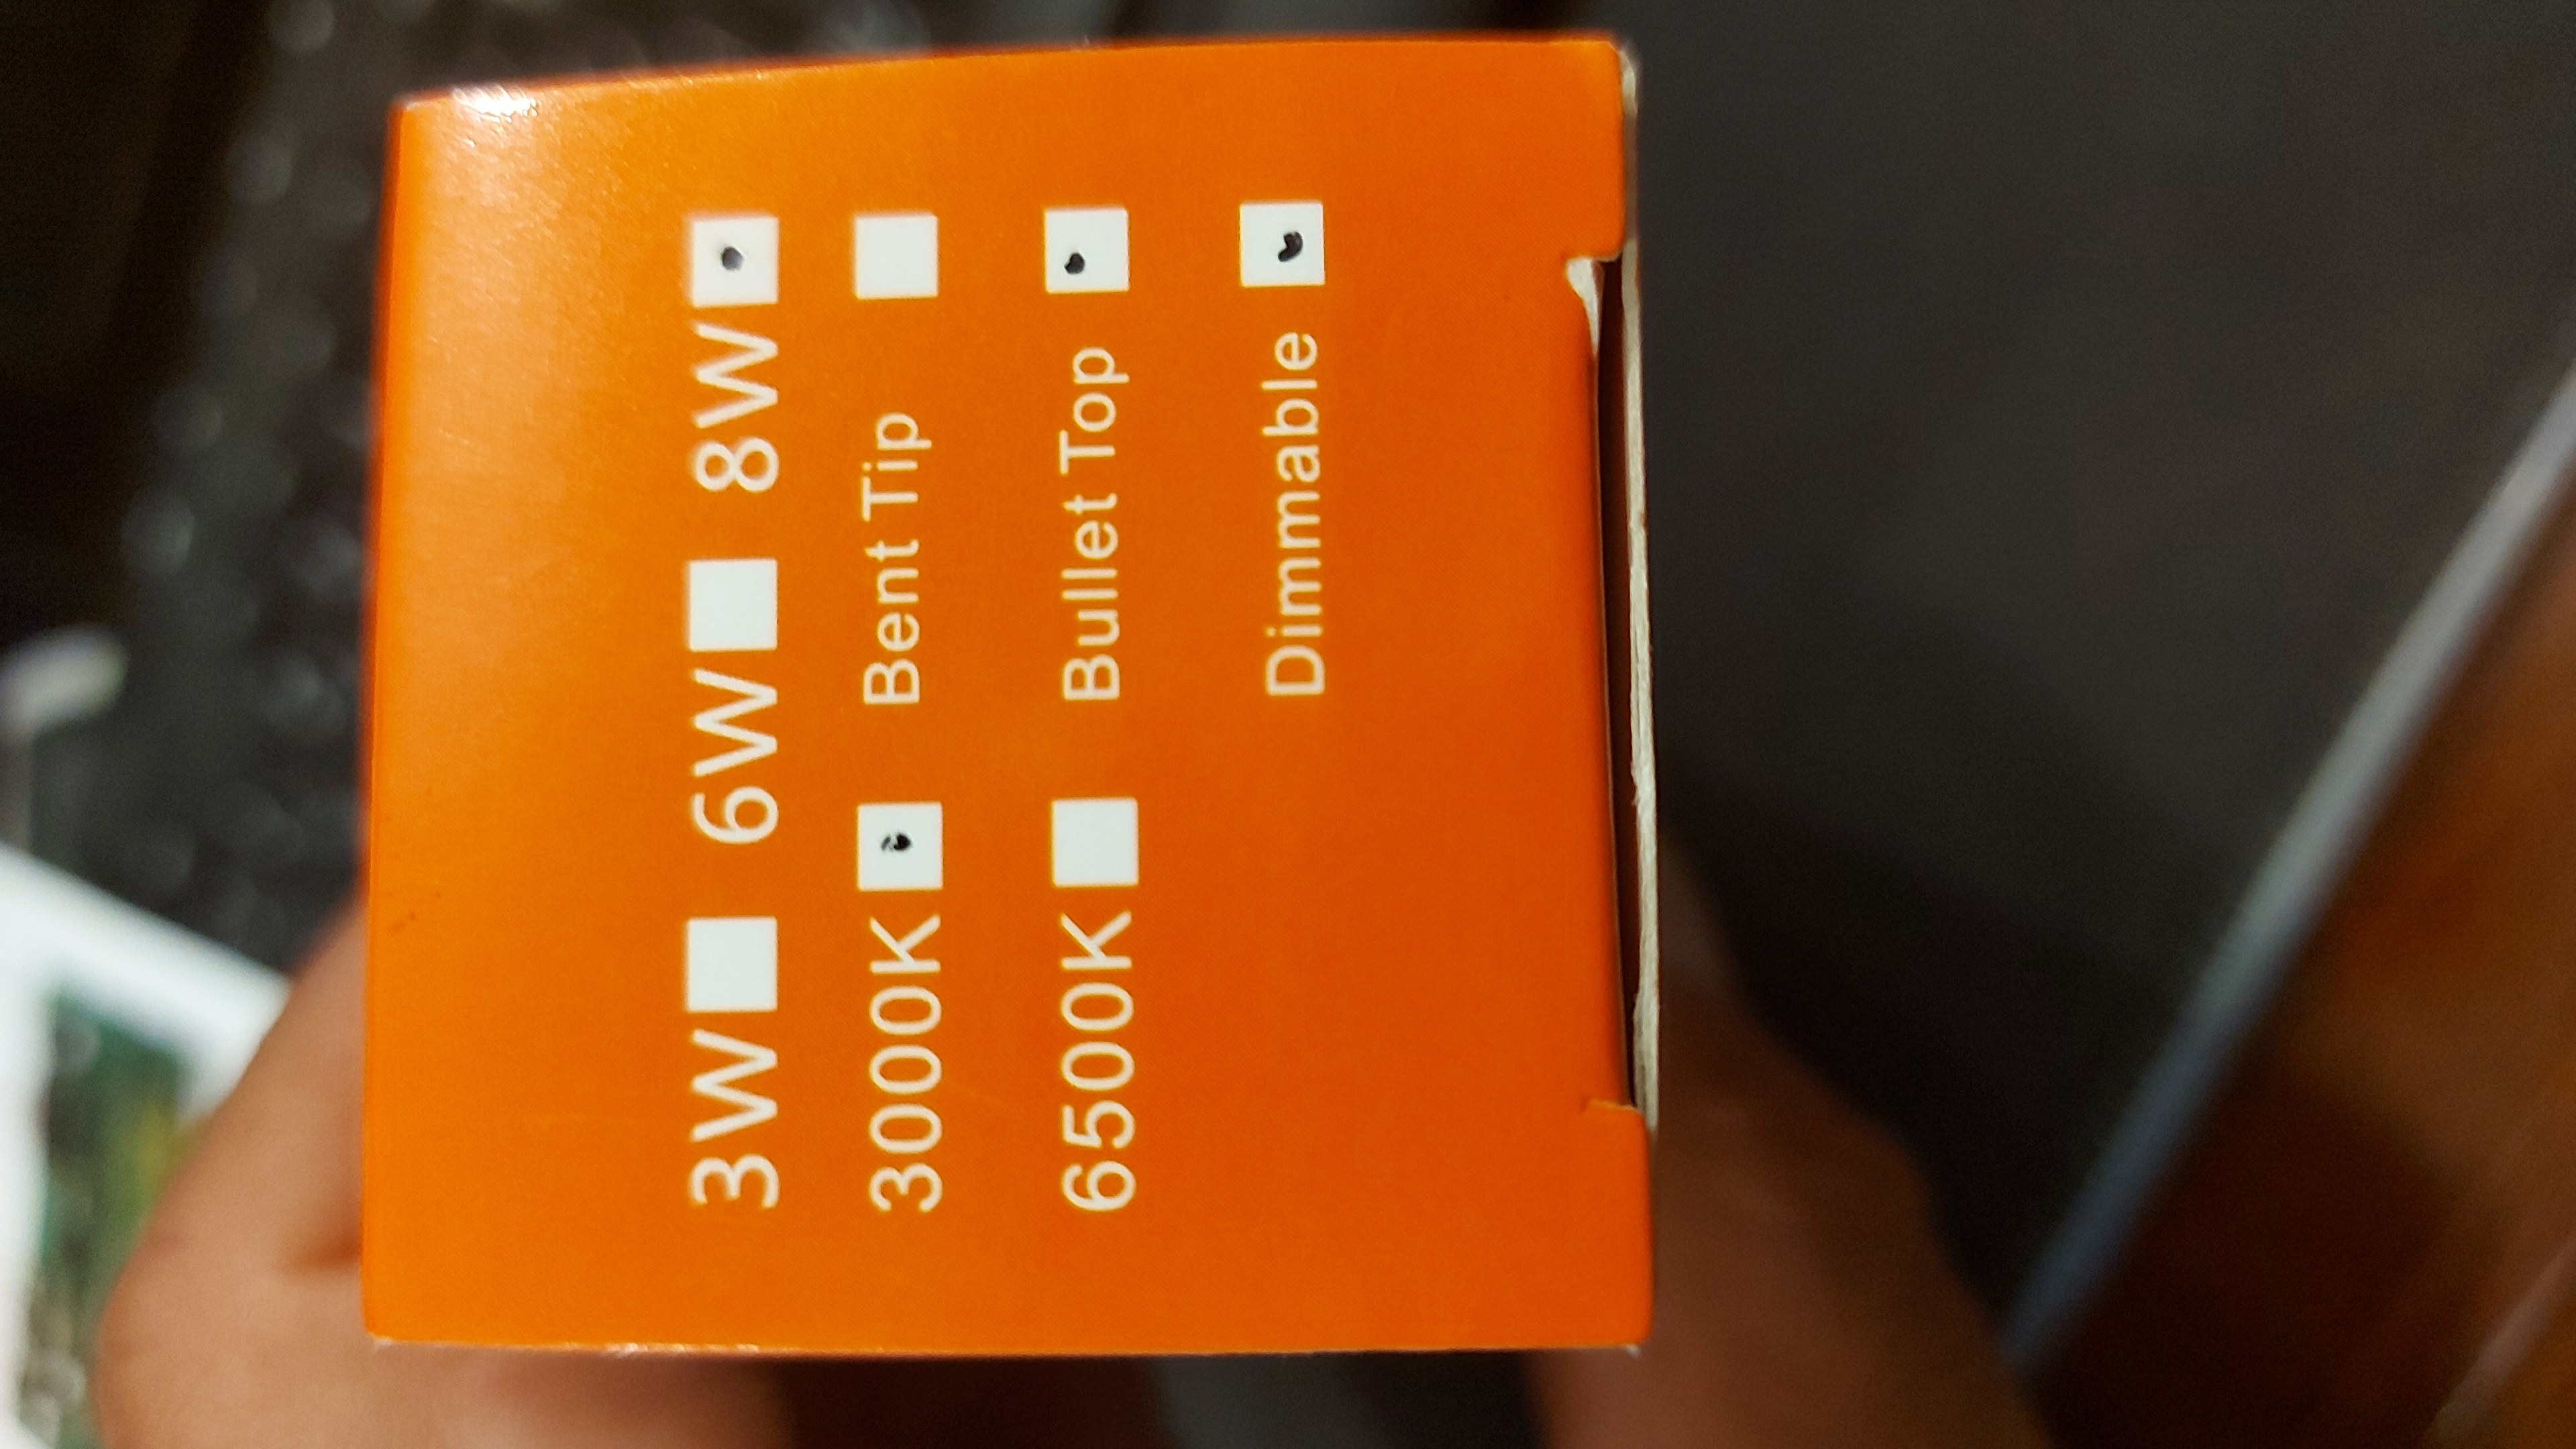 3W 6W 8W
3000K Bent Tip
6500K Bullet Top
Dimmable